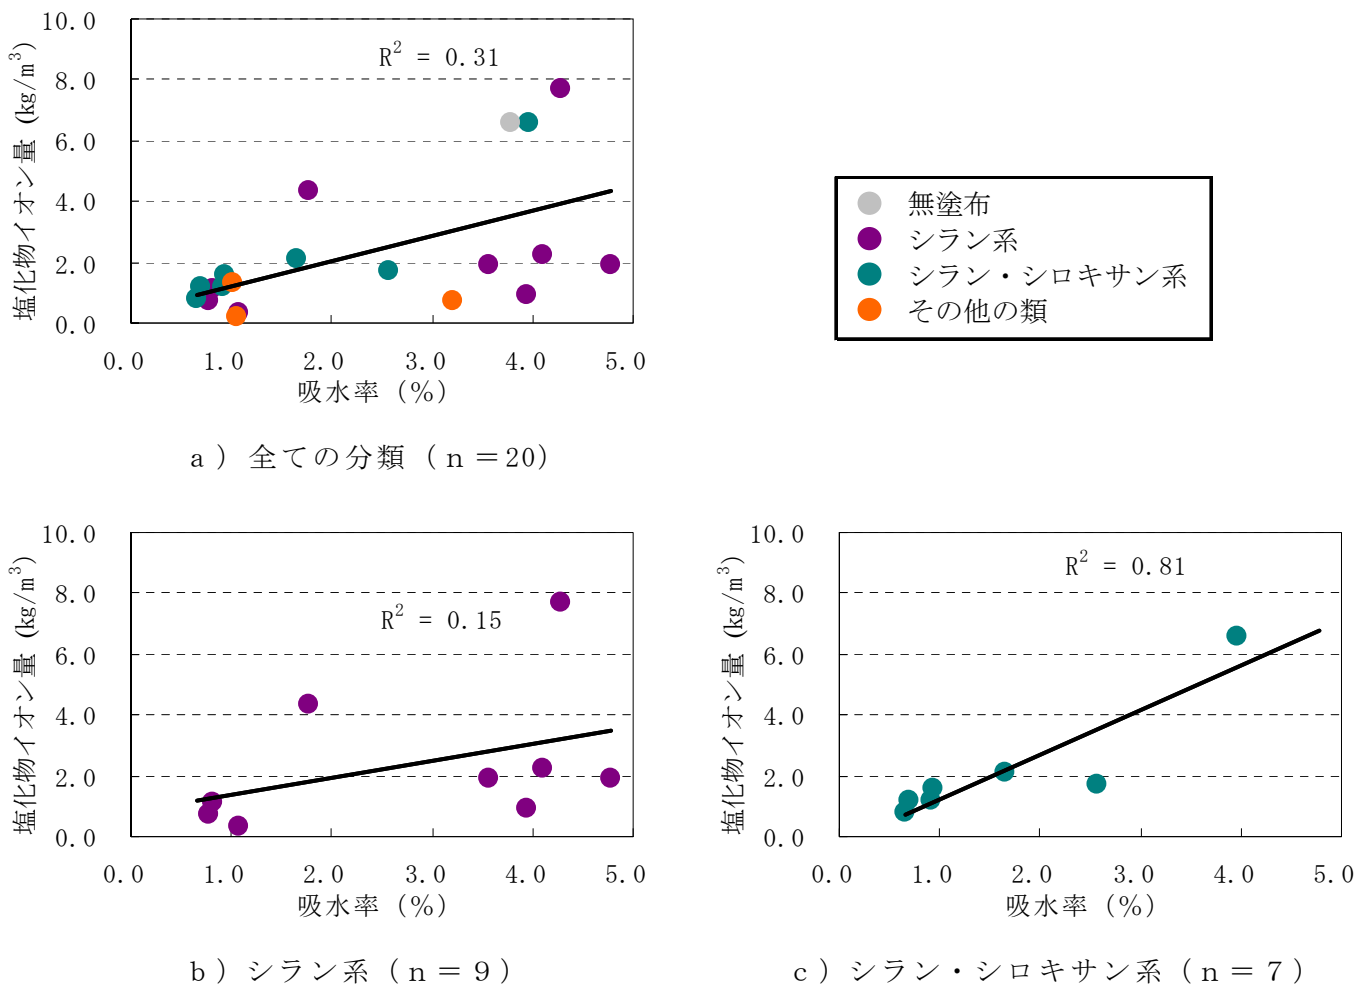 10.0
8.0
6.0
4.0
2.0
0.0
塩化物イオン量 (kg/m³)
R² = 0.31
0.0 1.0 2.0 3.0 4.0 5.0
吸水率 (%)
a）全ての分類（ｎ＝20）
無塗布
シラン系
シラン・シロキサン系
その他の類
10.0
8.0
6.0
4.0
2.0
0.0
塩化物イオン量 (kg/m³)
R² = 0.15
0.0 1.0 2.0 3.0 4.0 5.0
吸水率 (%)
b）シラン系（ｎ＝９）
10.0
8.0
6.0
4.0
2.0
0.0
塩化物イオン量 (kg/m³)
R² = 0.81
0.0 1.0 2.0 3.0 4.0 5.0
吸水率 (%)
c）シラン・シロキサン系（ｎ＝７）